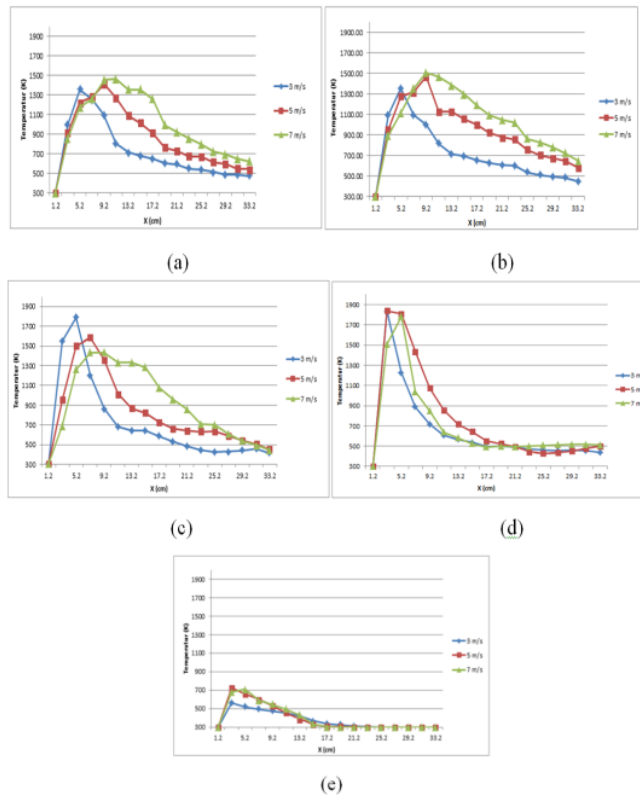 1900
1700
1500
1300
1100
900
700
500
300
Temperatur (K)
1.2 5.2 9.2 13.2 17.2 21.2 25.2 29.2 33.2
X (cm)
3 m/s
5 m/s
7 m/s
(a)
1900.00
1700.00
1500.00
1300.00
1100.00
900.00
700.00
500.00
300.00
Temperatur (K)
1.2 5.2 9.2 13.2 17.2 21.2 25.2 29.2 33.2
X (cm)
3 m/s
5 m/s
7 m/s
(b)
1900
1700
1500
1300
1100
900
700
500
300
Temperatur (K)
1.2 5.2 9.2 13.2 17.2 21.2 25.2 29.2 33.2
X (cm)
3 m/s
5 m/s
7 m/s
(c)
1900
1700
1500
1300
1100
900
700
500
300
Temperatur (K)
1.2 5.2 9.2 13.2 17.2 21.2 25.2 29.2 33.2
X (cm)
3 m/
5 m/
7 m/
(d)
1900
1700
1500
1300
1100
900
700
500
300
Temperatur (K)
1.2 5.2 9.2 13.2 17.2 21.2 25.2 29.2 33.2
X (cm)
3 m/s
5 m/s
7 m/s
(e)